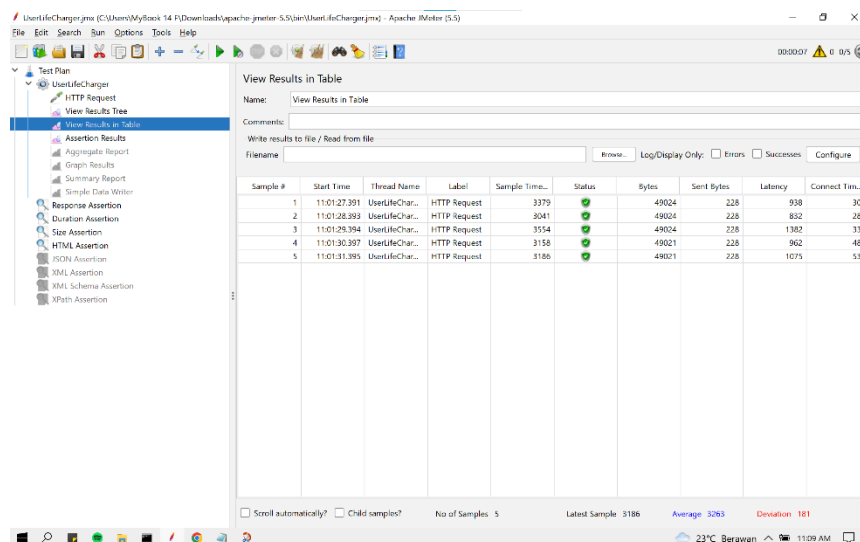 UserLifeCharger.jmx (C:\Users\MyBook 14 F\Downloads\apache-jmeter-5.5\bin\UserLifeCharger.jmx) - Apache JMeter (5.5)
File Edit Search Run Options Tools Help
00:00:07 0 0/5
Test Plan
UserLifeCharger
HTTP Request
View Results Tree
View Results in Table
Assertion Results
Aggregate Report
Graph Results
Summary Report
Simple Data Writer
Response Assertion
Duration Assertion
Size Assertion
HTML Assertion
JSON Assertion
XML Assertion
XML Schema Assertion
XPath Assertion
View Results in Table
Name: View Results in Table
Comments:
Write results to file / Read from file
Filename Browse... Log/Display Only: Errors Successes Configure
Sample # Start Time Thread Name Label Sample Time... Status Bytes Sent Bytes Latency Connect Tim...
1 11:01:27.391 UserLifeChar... HTTP Request 3379 49024 228 938 30
2 11:01:28.393 UserLifeChar... HTTP Request 3041 49024 228 832 28
3 11:01:29.394 UserLifeChar... HTTP Request 3554 49024 228 1382 33
4 11:01:30.397 UserLifeChar... HTTP Request 3158 49021 228 962 48
5 11:01:31.395 UserLifeChar... HTTP Request 3186 49021 228 1075 53
Scroll automatically? Child samples? No of Samples 5 Latest Sample 3186 Average 3263 Deviation 181
23°C Berawan 11:09 AM